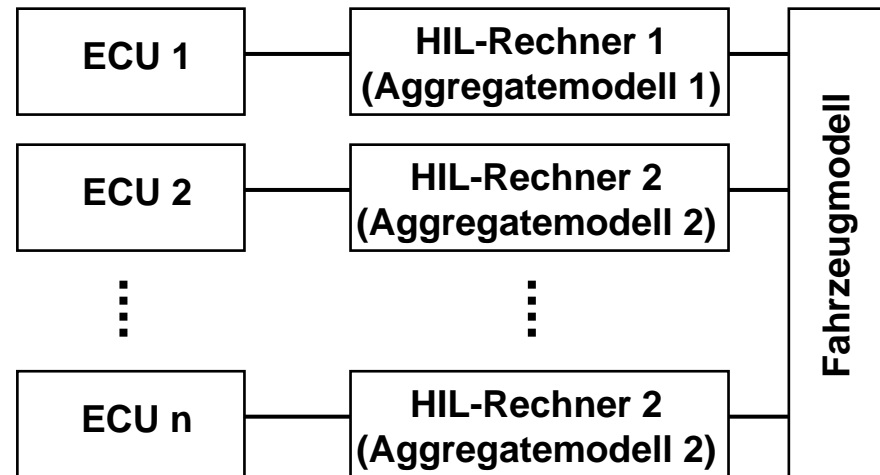 ECU 1
HIL-Rechner 1
(Aggregatemodell 1)
ECU 2
HIL-Rechner 2
(Aggregatemodell 2)
ECU n
HIL-Rechner 2
(Aggregatemodell 2)
Fahrzeugmodell